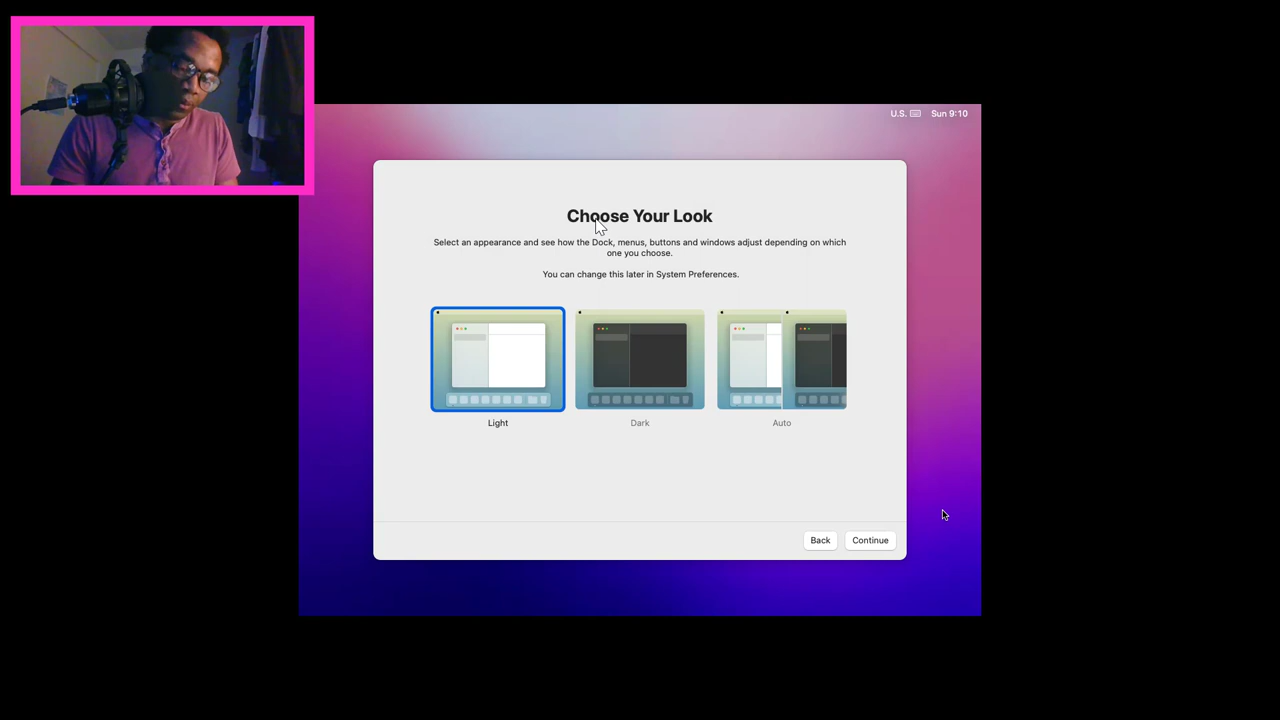 U.S. Sun 9:10
Choose Your Look
Select an appearance and see how the Dock, menus, buttons and windows adjust depending on which
one you choose.
You can change this later in System Preferences.
Light Dark Auto
Back Continue